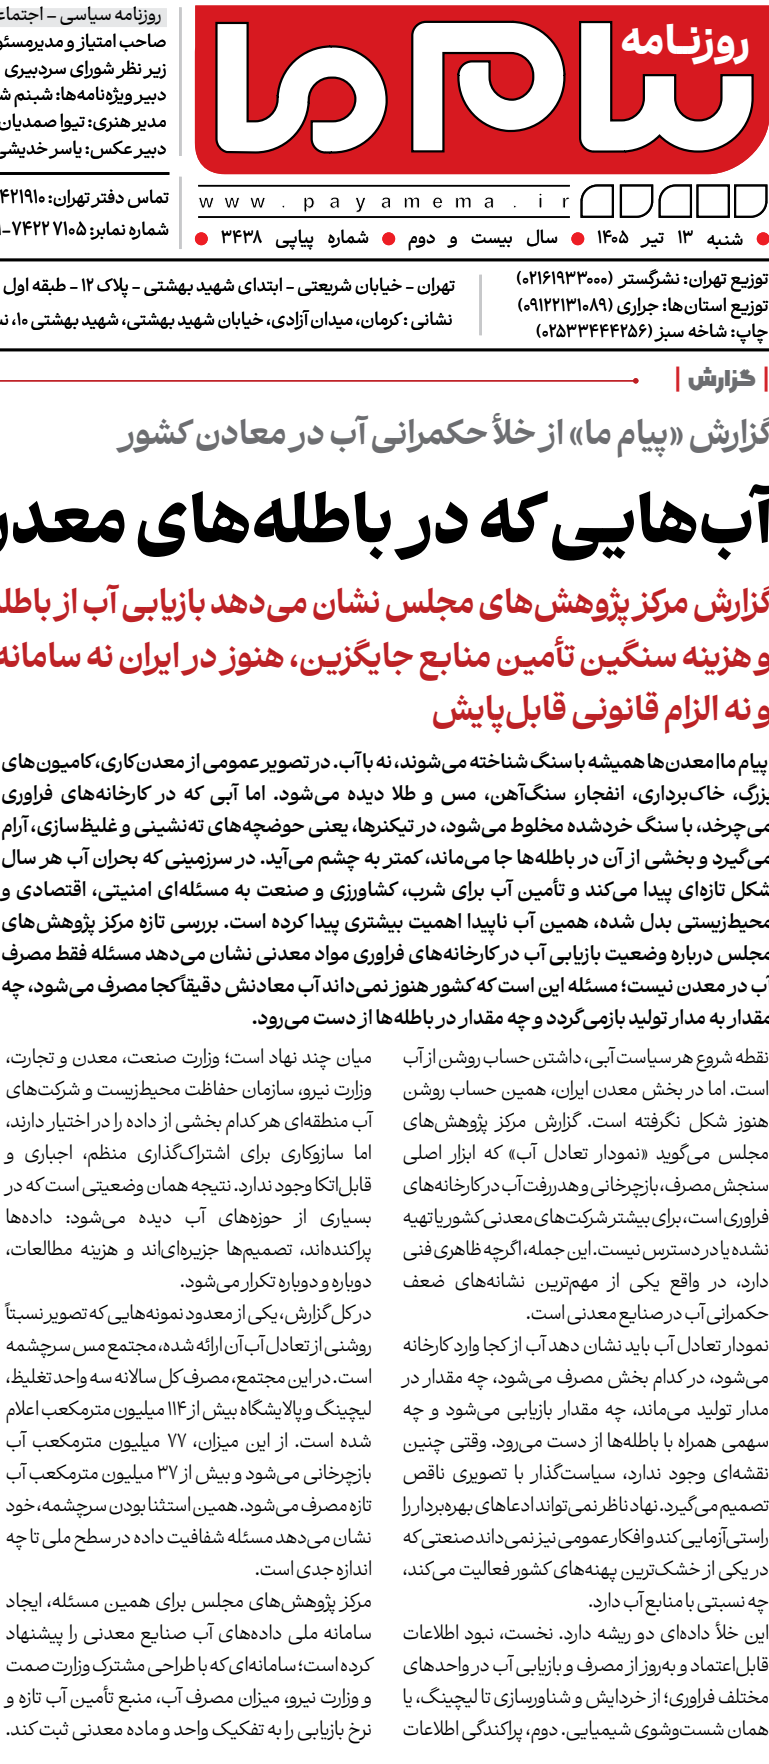 روزنامه
پیام ما
www.payamema.ir
شنبه ۱۳ تیر ۱۴۰۵ سال بیست و دوم شماره پیاپی ۳۴۳۸
روزنامه سیاسی - اجتماعی
صاحب امتیاز و مدیرمسئو
زیر نظر شورای سردبیری
دبیر ویژه‌نامه‌ها: شبنم ش
مدیر هنری: تیوا صمدیان
دبیر عکس: یاسر خدیشی
تماس دفتر تهران: ۴۲۱۹۱۰
شماره نمابر: ۷۱۰۵ ۷۴۲۲-
توزیع تهران: نشرگستر (۰۲۱۶۱۹۳۳۰۰۰)
توزیع استان‌ها: جراری (۰۹۱۲۲۱۳۱۰۸۹)
چاپ: شاخه سبز (۰۲۵۳۳۴۴۴۲۵۶)
تهران - خیابان شریعتی - ابتدای شهید بهشتی - پلاک ۱۲ - طبقه اول
نشانی : کرمان، میدان آزادی، خیابان شهید بهشتی، شهید بهشتی ۱۰،
گزارش
گزارش «پیام ما» از خلأ حکمرانی آب در معادن کشور
آب‌هایی که در باطله‌های معدن
گزارش مرکز پژوهش‌های مجلس نشان می‌دهد بازیابی آب از باطل
و هزینه سنگین تأمین منابع جایگزین، هنوز در ایران نه سامانه
و نه الزام قانونی قابل‌پایش
پیام ما| معدن‌ها همیشه با سنگ شناخته می‌شوند، نه با آب. در تصویر عمومی از معدن‌کاری، کامیون‌های
بزرگ، خاک‌برداری، انفجار، سنگ‌آهن، مس و طلا دیده می‌شود. اما آبی که در کارخانه‌های فراوری
می‌چرخد، با سنگ خردشده مخلوط می‌شود، در تیکنرها، یعنی حوضچه‌های ته‌نشینی و غلیظ‌سازی، آرام
می‌گیرد و بخشی از آن در باطله‌ها جا می‌ماند، کمتر به چشم می‌آید. در سرزمینی که بحران آب هر سال
شکل تازه‌ای پیدا می‌کند و تأمین آب برای شرب، کشاورزی و صنعت به مسئله‌ای امنیتی، اقتصادی و
محیط‌زیستی بدل شده، همین آب ناپیدا اهمیت بیشتری پیدا کرده است. بررسی تازه مرکز پژوهش‌های
مجلس درباره وضعیت بازیابی آب در کارخانه‌های فراوری مواد معدنی نشان می‌دهد مسئله فقط مصرف
آب در معدن نیست؛ مسئله این است که کشور هنوز نمی‌داند آب معادنش دقیقاً کجا مصرف می‌شود، چه
مقدار به مدار تولید بازمی‌گردد و چه مقدار در باطله‌ها از دست می‌رود.
نقطه شروع هر سیاست آبی، داشتن حساب روشن از آب
است. اما در بخش معدن ایران، همین حساب روشن
هنوز شکل نگرفته است. گزارش مرکز پژوهش‌های
مجلس می‌گوید «نمودار تعادل آب» که ابزار اصلی
سنجش مصرف، بازچرخانی و هدررفت آب در کارخانه‌های
فراوری است، برای بیشتر شرکت‌های معدنی کشور یا تهیه
نشده یا در دسترس نیست. این جمله، اگرچه ظاهری فنی
دارد، در واقع یکی از مهم‌ترین نشانه‌های ضعف
حکمرانی آب در صنایع معدنی است.
نمودار تعادل آب باید نشان دهد آب از کجا وارد کارخانه
می‌شود، در کدام بخش مصرف می‌شود، چه مقدار در
مدار تولید می‌ماند، چه مقدار بازیابی می‌شود و چه
سهمی همراه با باطله‌ها از دست می‌رود. وقتی چنین
نقشه‌ای وجود ندارد، سیاست‌گذار با تصویری ناقص
تصمیم می‌گیرد. نهاد ناظر نمی‌تواند ادعاهای بهره‌بردار را
راستی‌آزمایی کند و افکار عمومی نیز نمی‌داند صنعتی که
در یکی از خشک‌ترین پهنه‌های کشور فعالیت می‌کند،
چه نسبتی با منابع آب دارد.
این خلأ داده‌ای دو ریشه دارد. نخست، نبود اطلاعات
قابل‌اعتماد و به‌روز از مصرف و بازیابی آب در واحدهای
مختلف فراوری؛ از خردایش و شناورسازی تا لیچینگ، یا
همان شست‌وشوی شیمیایی. دوم، پراکندگی اطلاعات
میان چند نهاد است؛ وزارت صنعت، معدن و تجارت،
وزارت نیرو، سازمان حفاظت محیط‌زیست و شرکت‌های
آب منطقه‌ای هر کدام بخشی از داده را در اختیار دارند،
اما سازوکاری برای اشتراک‌گذاری منظم، اجباری و
قابل‌اتکا وجود ندارد. نتیجه همان وضعیتی است که در
بسیاری از حوزه‌های آب دیده می‌شود: داده‌ها
پراکنده‌اند، تصمیم‌ها جزیره‌ای‌اند و هزینه مطالعات،
دوباره و دوباره تکرار می‌شود.
در کل گزارش، یکی از معدود نمونه‌هایی که تصویر نسبتاً
روشنی از تعادل آب آن ارائه شده، مجتمع مس سرچشمه
است. در این مجتمع، مصرف کل سالانه سه واحد تغلیظ،
لیچینگ و پالایشگاه بیش از ۱۱۴ میلیون مترمکعب اعلام
شده است. از این میزان، ۷۷ میلیون مترمکعب آب
بازچرخانی می‌شود و بیش از ۳۷ میلیون مترمکعب آب
تازه مصرف می‌شود. همین استثنا بودن سرچشمه، خود
نشان می‌دهد مسئله شفافیت داده در سطح ملی تا چه
اندازه جدی است.
مرکز پژوهش‌های مجلس برای همین مسئله، ایجاد
سامانه ملی داده‌های آب صنایع معدنی را پیشنهاد
کرده است؛ سامانه‌ای که با طراحی مشترک وزارت صمت
و وزارت نیرو، میزان مصرف آب، منبع تأمین آب تازه و
نرخ بازیابی را به تفکیک واحد و ماده معدنی ثبت کند.